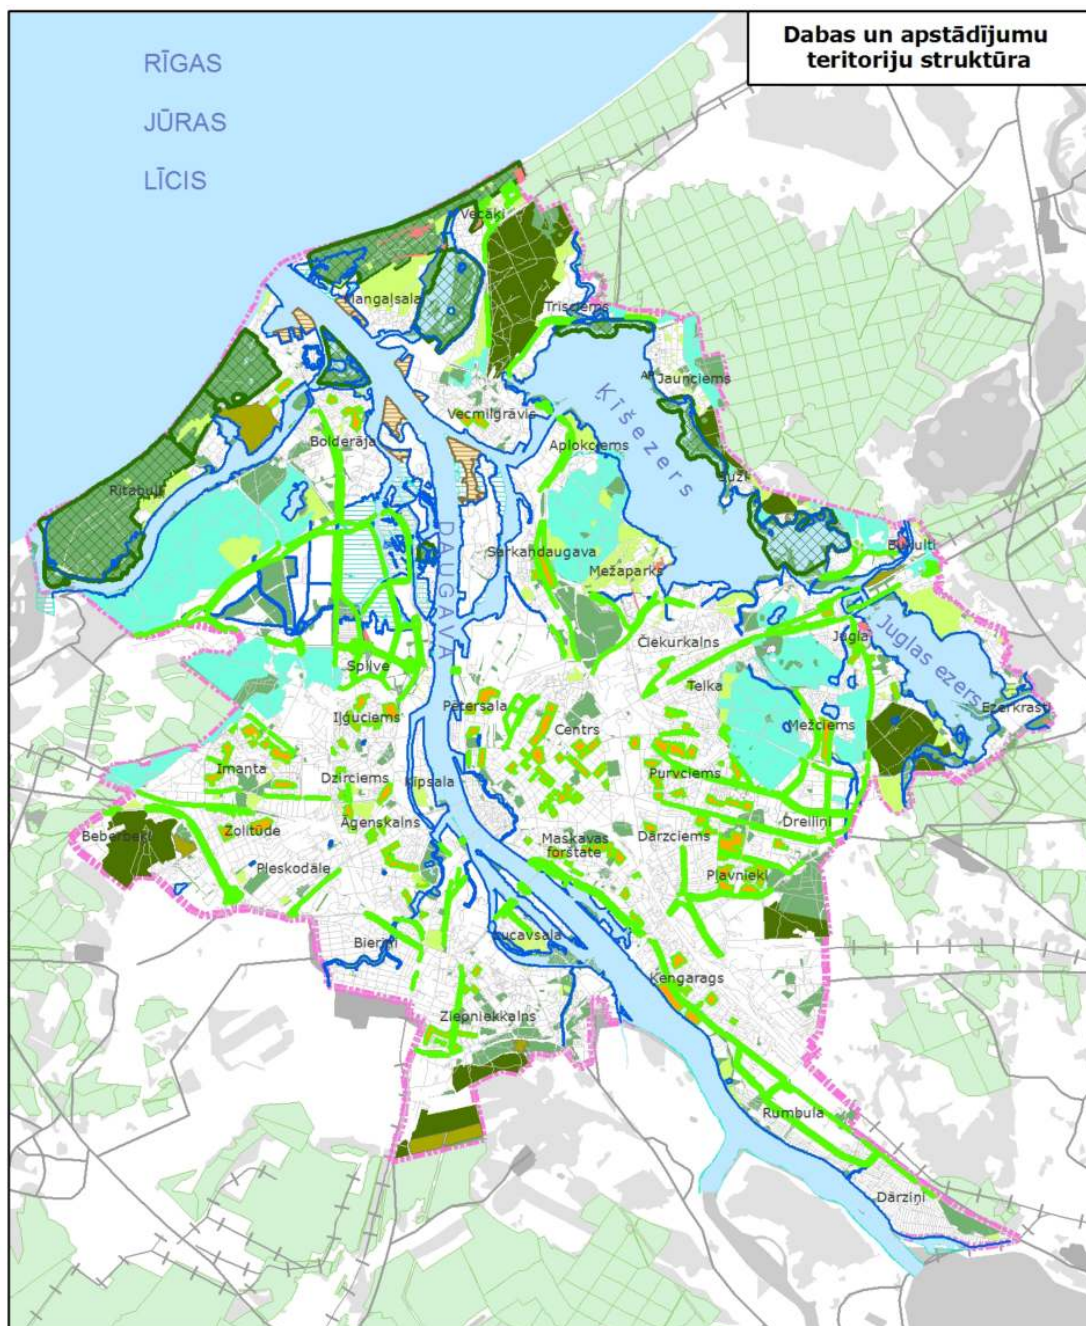 Dabas un apstādījumu
teritoriju struktūra
RĪGAS
JŪRAS
LĪCIS
Vecāki
Mangaļsala
Trīsciems
Jaunciems
Ķīšezers
Vecmīlgrāvis
Bolderāja
Aplokciems
Suži
Rītabuļļi
DAUGAVA
Sarkandaugava
Bukulti
Mežaparks
Čiekurkalns
Jugla
Juglas ezers
Spilve
Teika
Ezerkrasti
Pētersala
Iļģuciems
Centrs
Mežciems
Imanta
Dzirciems
Ķīpsala
Purvciems
Dreiliņi
Beberbeķi
Zolitūde
Āgenskalns
Maskavas
forštate
Dārzciems
Pleskodāle
Pļavnieki
Bieriņi
Lucavsala
Ķengarags
Ziepniekkalns
Rumbula
Dārziņi